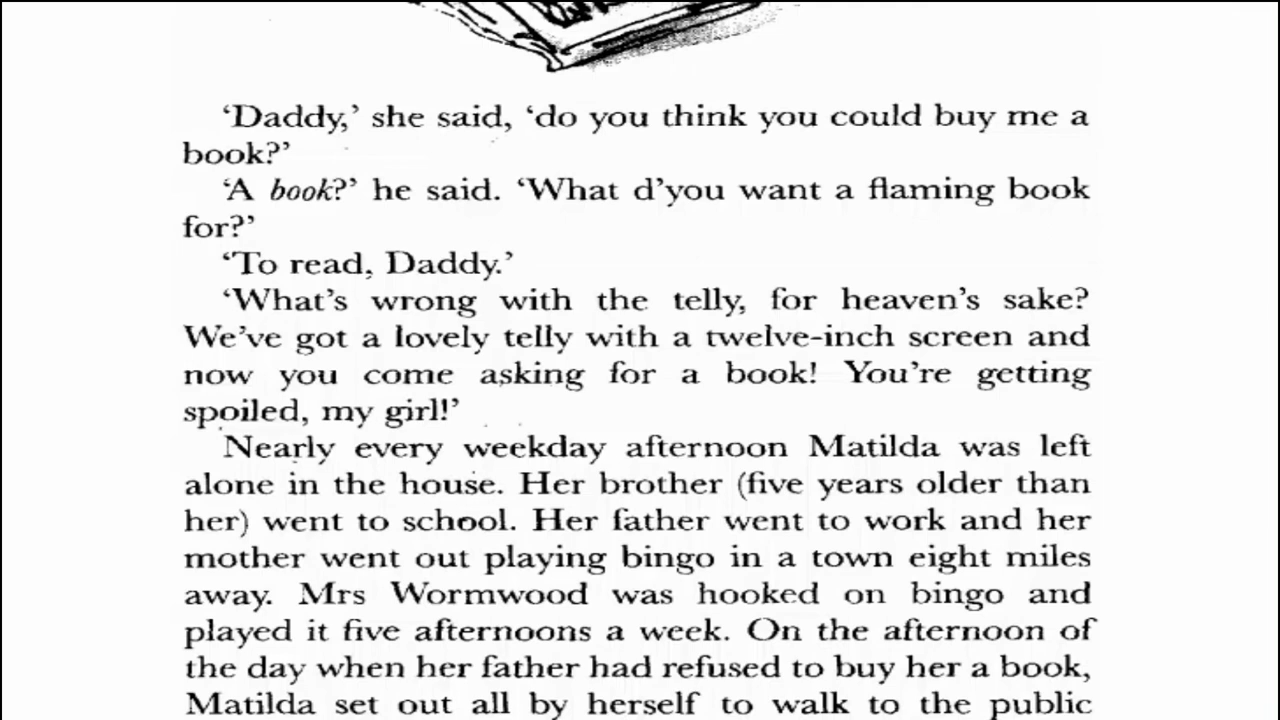 ‘Daddy,’ she said, ‘do you think you could buy me a
book?’
‘A book?’ he said. ‘What d’you want a flaming book
for?’
‘To read, Daddy.’
‘What’s wrong with the telly, for heaven’s sake?
We’ve got a lovely telly with a twelve-inch screen and
now you come asking for a book! You’re getting
spoiled, my girl!’
Nearly every weekday afternoon Matilda was left
alone in the house. Her brother (five years older than
her) went to school. Her father went to work and her
mother went out playing bingo in a town eight miles
away. Mrs Wormwood was hooked on bingo and
played it five afternoons a week. On the afternoon of
the day when her father had refused to buy her a book,
Matilda set out all by herself to walk to the public